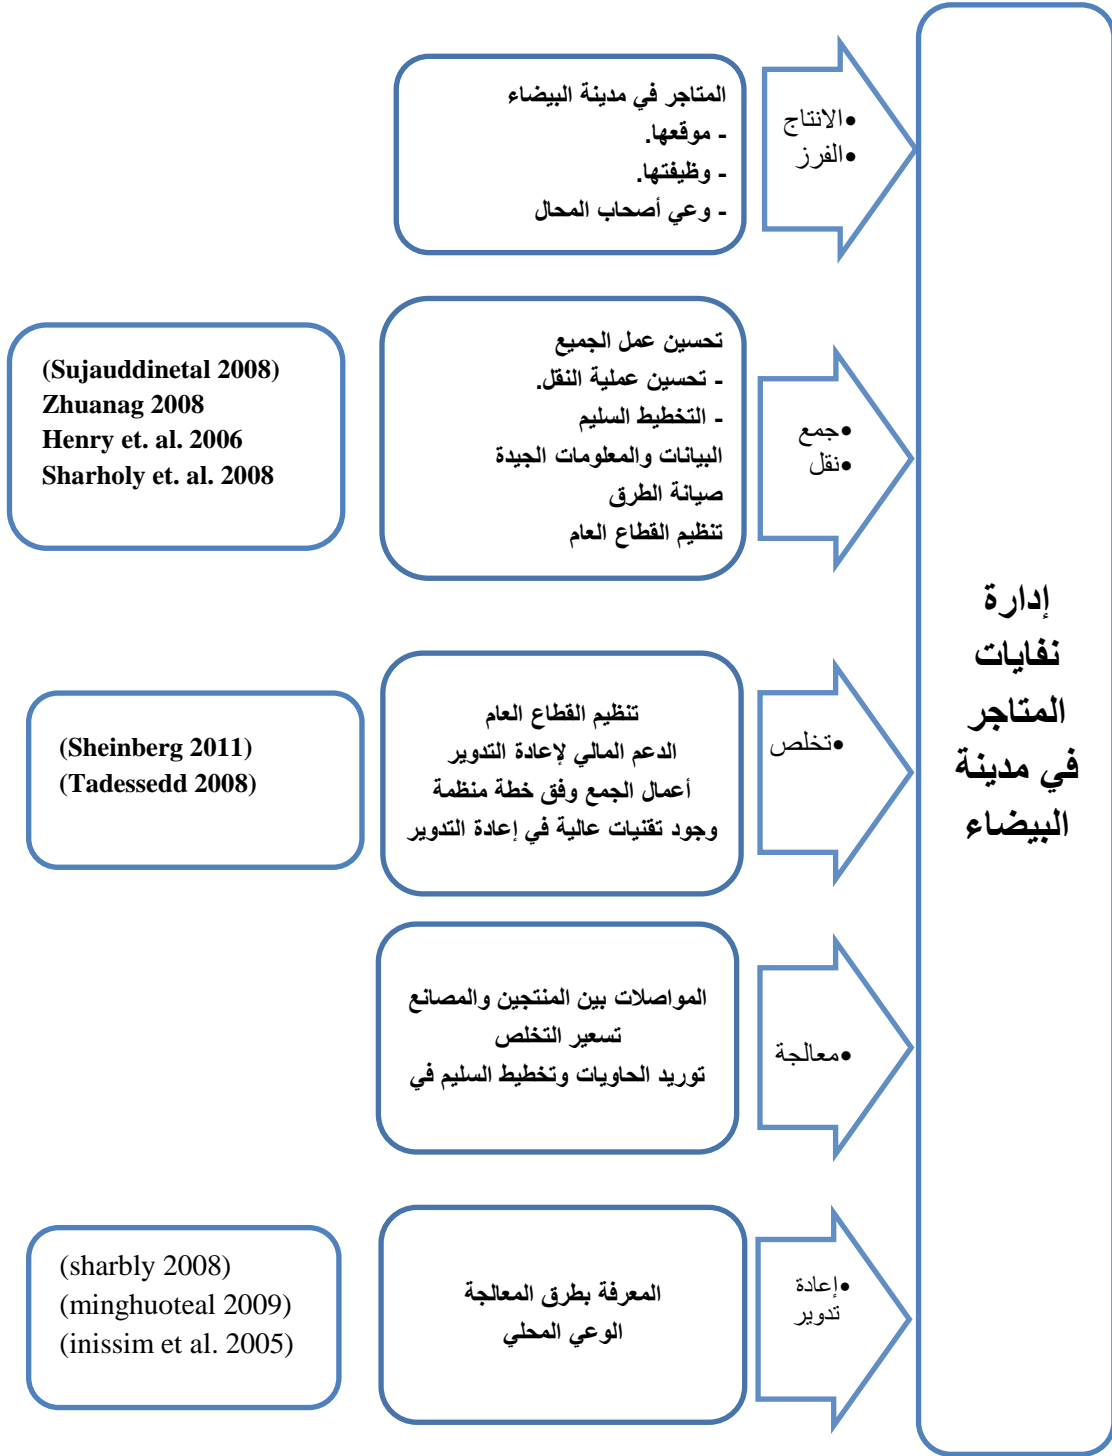 المتاجر في مدينة البيضاء
- موقعها.
- وظيفتها.
- وعي أصحاب المحال
•الانتاج
•الفرز
(Sujauddinetal 2008)
Zhuanag 2008
Henry et. al. 2006
Sharholy et. al. 2008
تحسين عمل الجميع
- تحسين عملية النقل.
- التخطيط السليم
البيانات والمعلومات الجيدة
صيانة الطرق
تنظيم القطاع العام
•جمع
•نقل
(Sheinberg 2011)
(Tadessedd 2008)
تنظيم القطاع العام
الدعم المالي لإعادة التدوير
أعمال الجمع وفق خطة منظمة
وجود تقنيات عالية في إعادة التدوير
•تخلص
المواصلات بين المنتجين والمصانع
تسعير التخلص
توريد الحاويات وتخطيط السليم في
•معالجة
(sharbly 2008)
(minghuoteal 2009)
(inissim et al. 2005)
المعرفة بطرق المعالجة
الوعي المحلي
•إعادة
تدوير
إدارة
نفايات
المتاجر
في مدينة
البيضاء